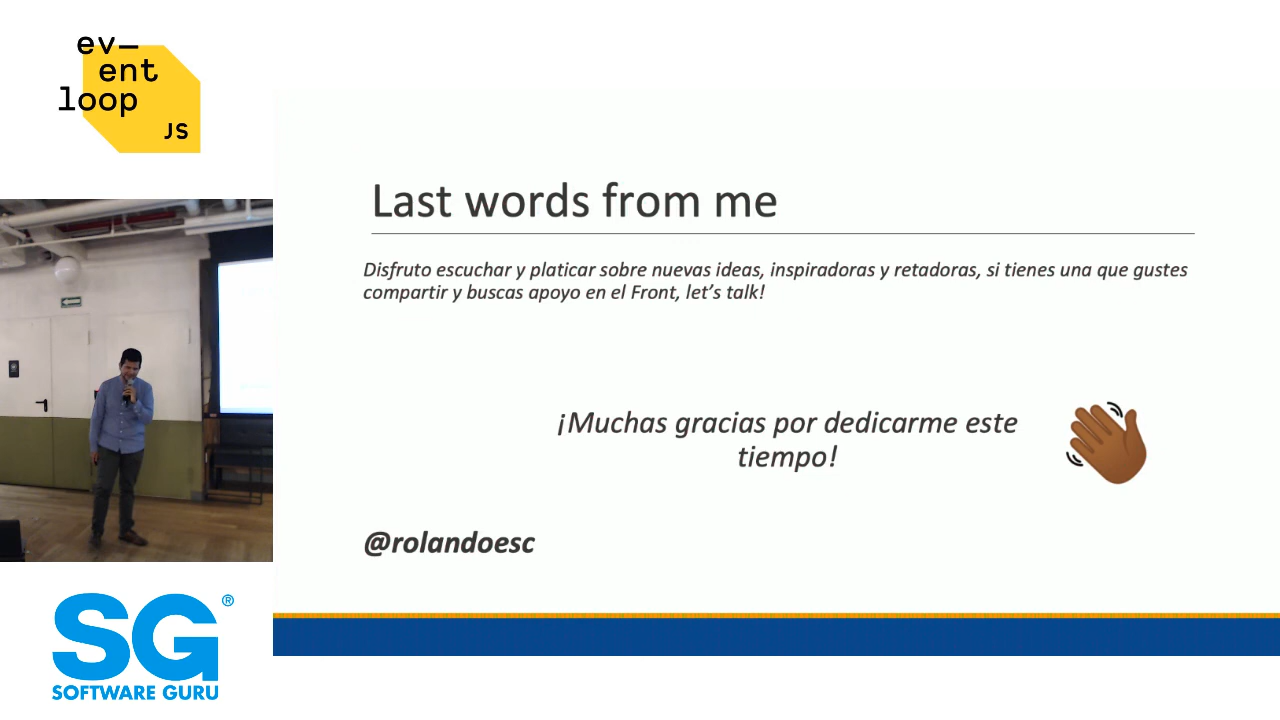 ev—
ent
loop
JS
Last words from me
Disfruto escuchar y platicar sobre nuevas ideas, inspiradoras y retadoras, si tienes una que gustes
compartir y buscas apoyo en el Front, let's talk!
¡Muchas gracias por dedicarme este
tiempo!
@rolandoesc
SG®
SOFTWARE GURU